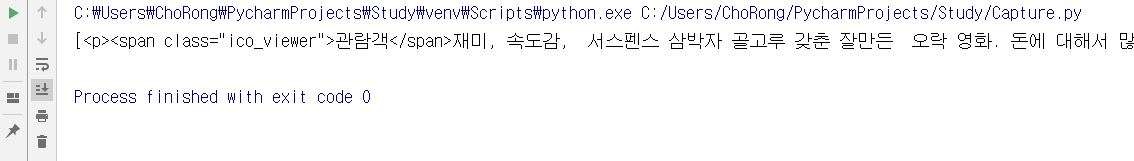 C:₩Users₩ChoRong₩PycharmProjects₩Study₩venv₩Scripts₩python.exe C:/Users/ChoRong/PycharmProjects/Study/Capture.py
[<p><span class="ico_viewer">관람객</span>재미, 속도감,  서스펜스 삼박자 골고루 갖춘 잘만든  오락 영화. 돈에 대해서 많
Process finished with exit code 0